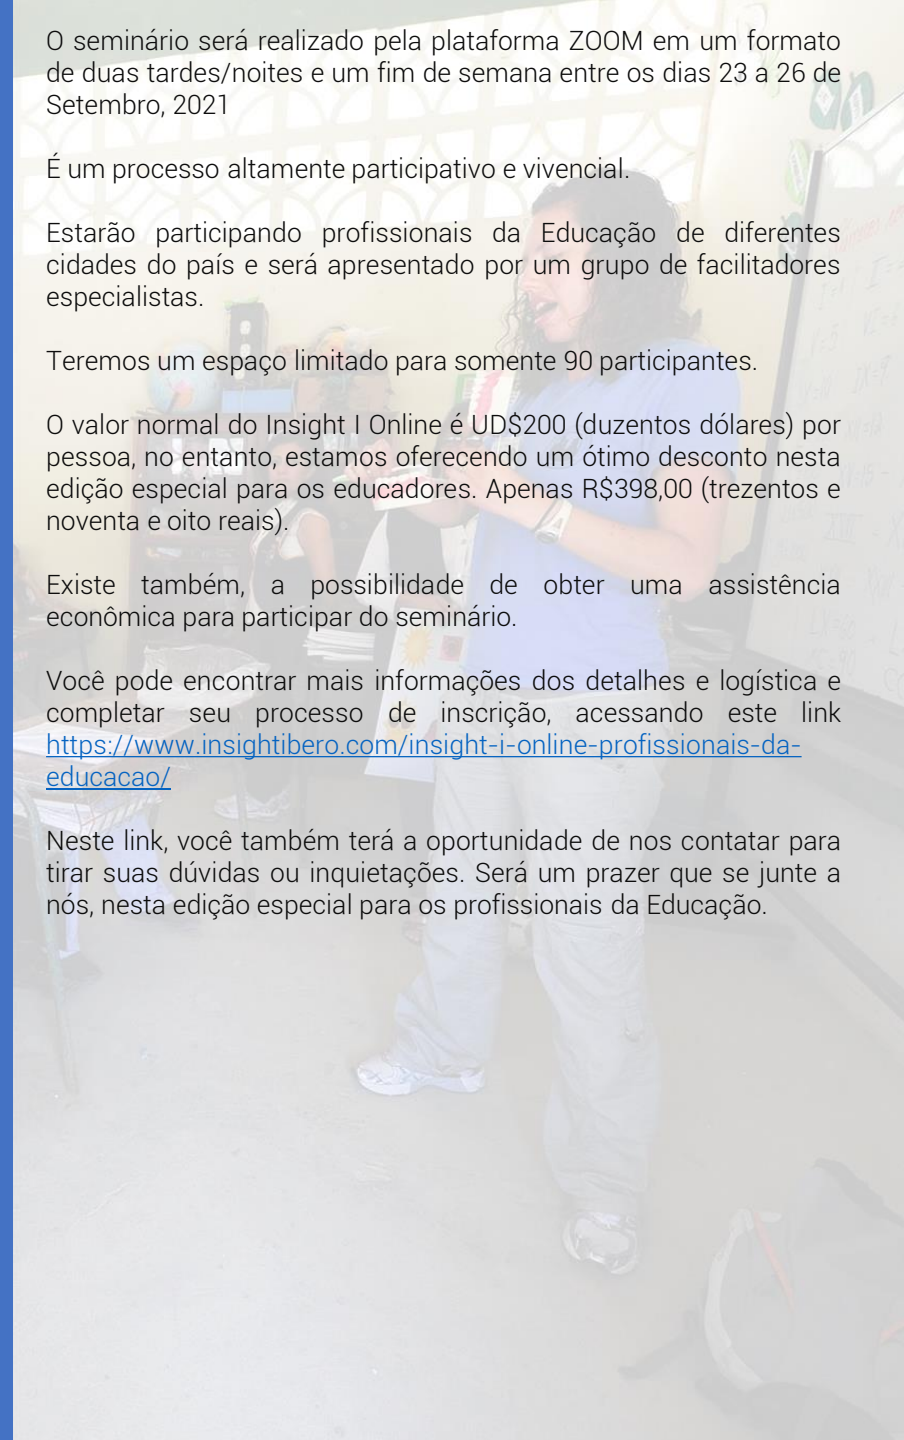 O seminário será realizado pela plataforma ZOOM em um formato
de duas tardes/noites e um fim de semana entre os dias 23 a 26 de
Setembro, 2021
É um processo altamente participativo e vivencial.
Estarão participando profissionais da Educação de diferentes
cidades do país e será apresentado por um grupo de facilitadores
especialistas.
Teremos um espaço limitado para somente 90 participantes.
O valor normal do Insight I Online é UD$200 (duzentos dólares) por
pessoa, no entanto, estamos oferecendo um ótimo desconto nesta
edição especial para os educadores. Apenas R$398,00 (trezentos e
noventa e oito reais).
Existe também, a possibilidade de obter uma assistência
econômica para participar do seminário.
Você pode encontrar mais informações dos detalhes e logística e
completar seu processo de inscrição, acessando este link
https://www.insightibero.com/insight-i-online-profissionais-da-
educacao/
Neste link, você também terá a oportunidade de nos contatar para
tirar suas dúvidas ou inquietações. Será um prazer que se junte a
nós, nesta edição especial para os profissionais da Educação.